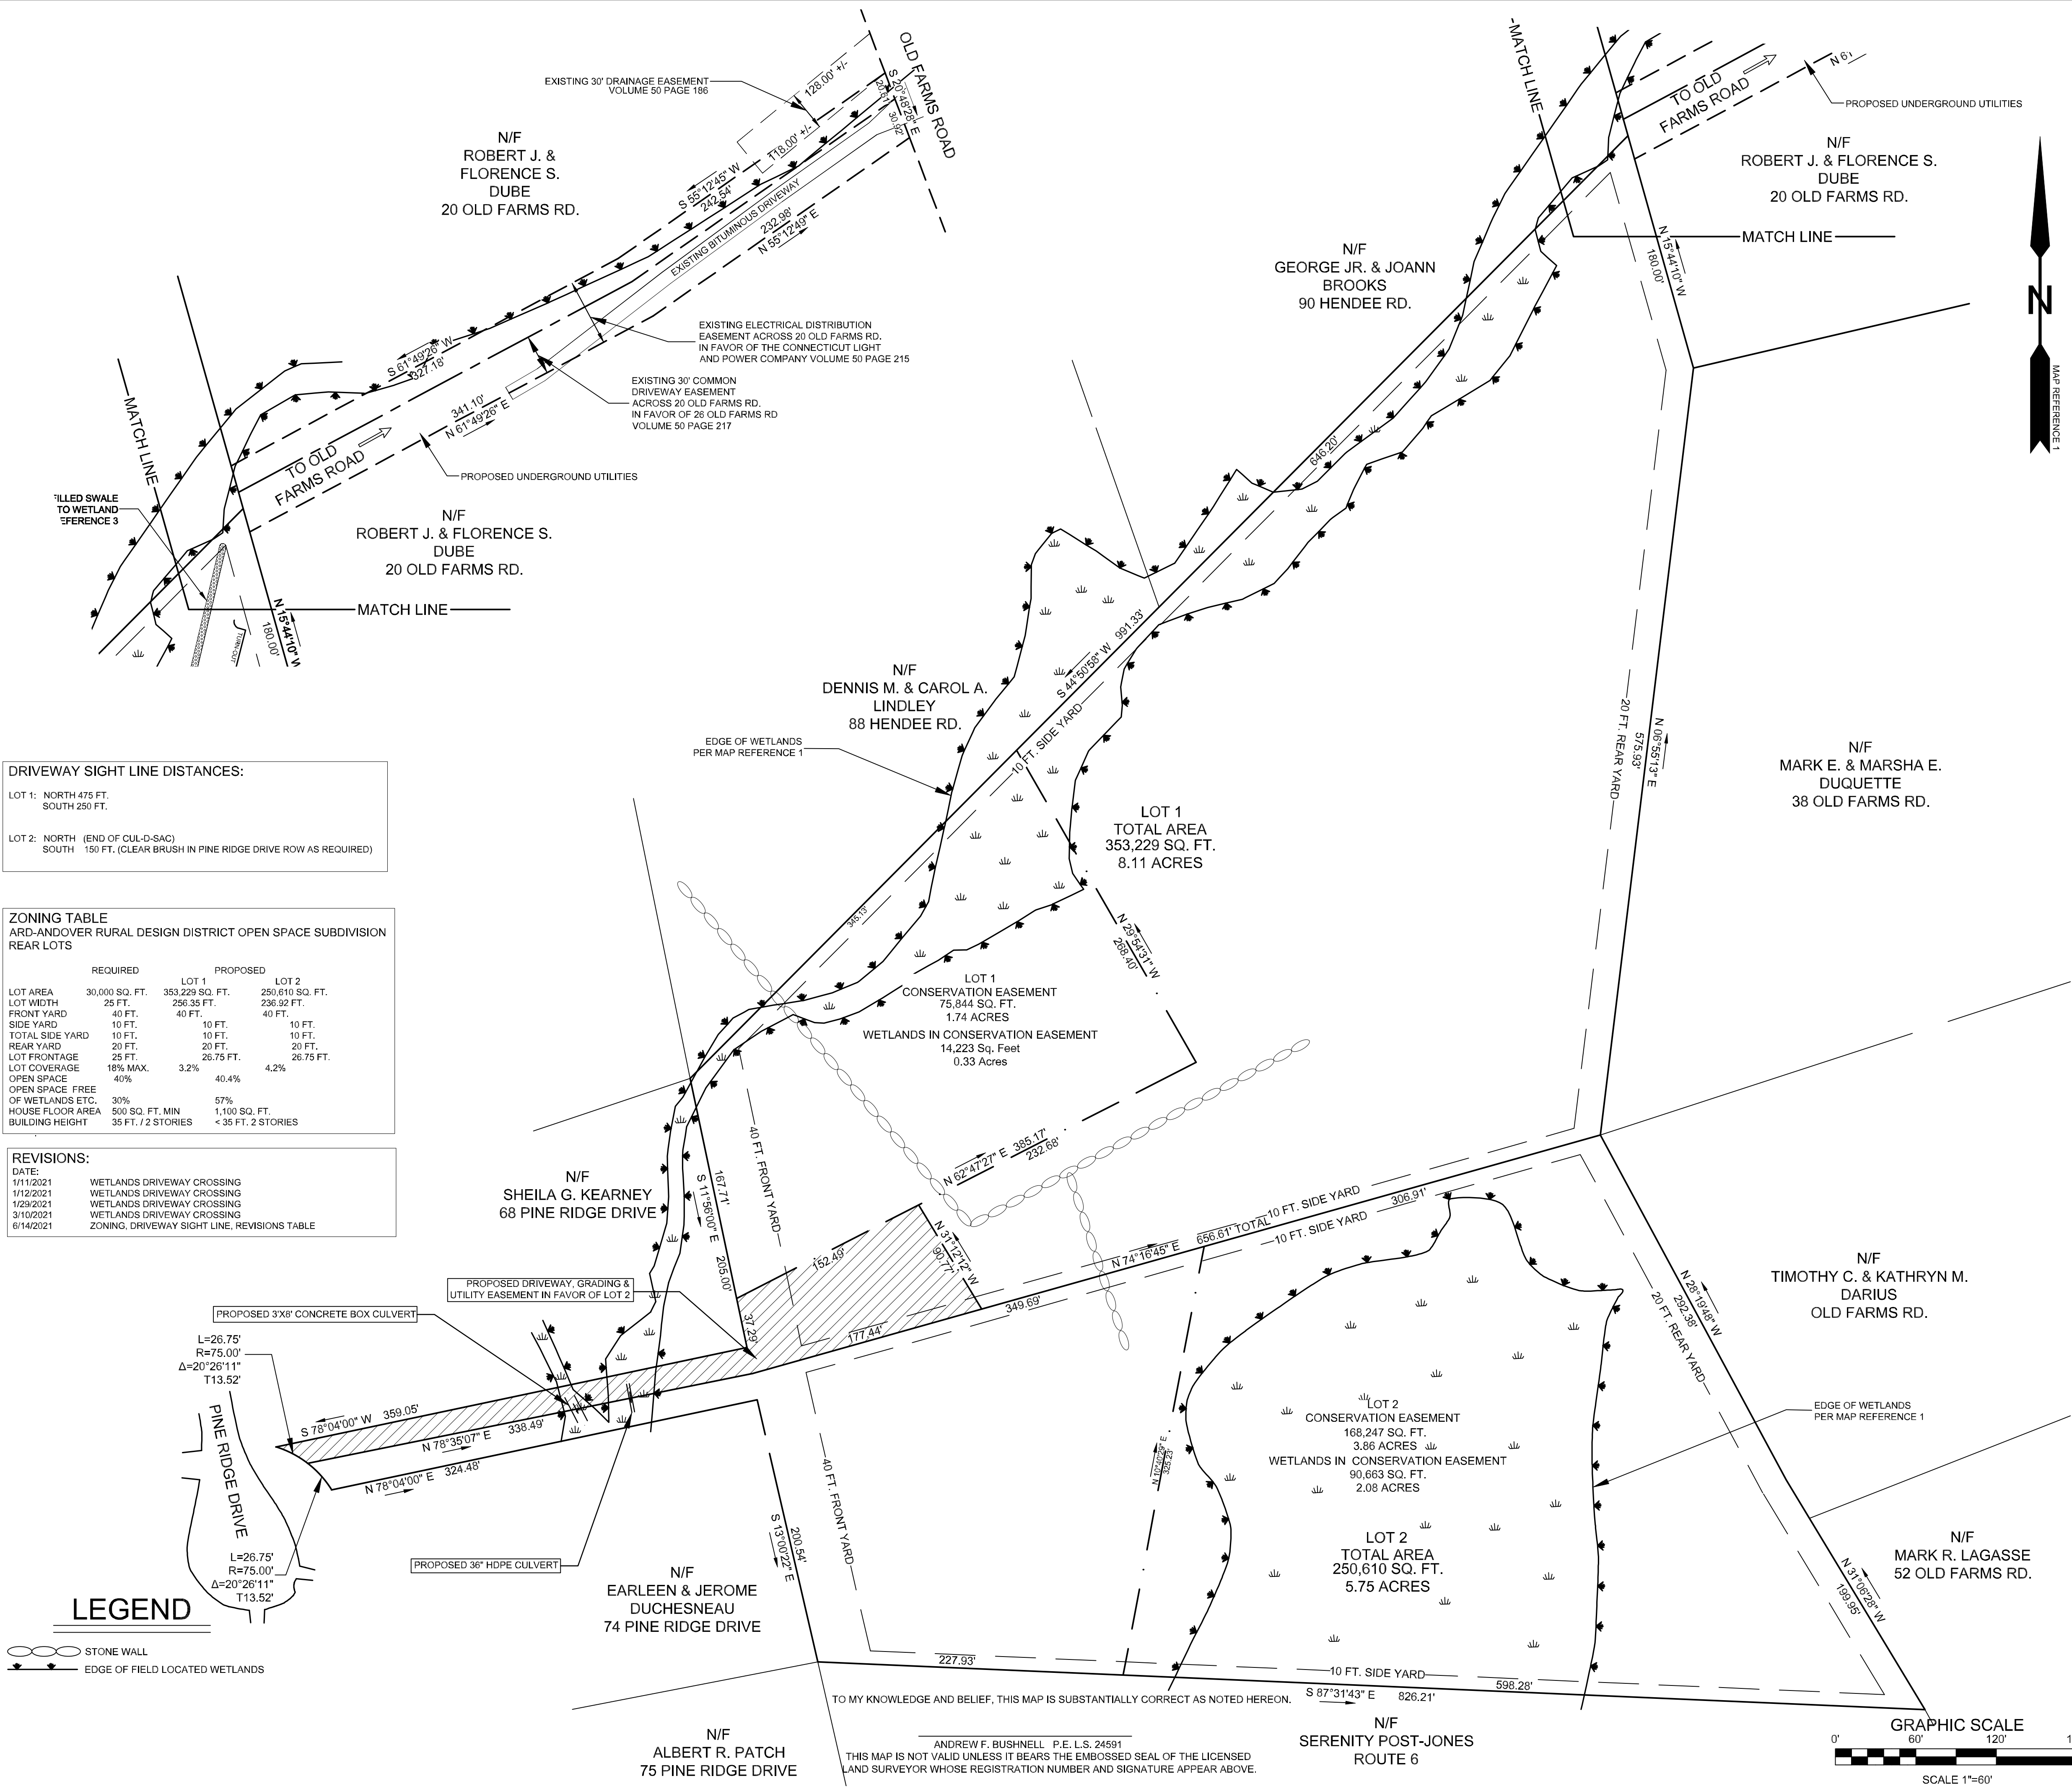 OLD FARMS ROAD
S 20°48'28" E
30.92'
EXISTING 30' DRAINAGE EASEMENT
VOLUME 50 PAGE 186
128.00' +/-
118.00' +/-
N/F
ROBERT J. &
FLORENCE S.
DUBE
20 OLD FARMS RD.
S 55°12'45" W
242.54'
EXISTING BITUMINOUS DRIVEWAY
232.98'
N 55°12'49" E
EXISTING ELECTRICAL DISTRIBUTION
EASEMENT ACROSS 20 OLD FARMS RD.
IN FAVOR OF THE CONNECTICUT LIGHT
AND POWER COMPANY VOLUME 50 PAGE 215
S 61°49'26" W
327.18'
EXISTING 30' COMMON
DRIVEWAY EASEMENT
ACROSS 20 OLD FARMS RD.
IN FAVOR OF 26 OLD FARMS RD
VOLUME 50 PAGE 217
341.10'
N 61°49'26" E
MATCH LINE
TO OLD
FARMS ROAD
PROPOSED UNDERGROUND UTILITIES
ILLED SWALE
TO WETLAND
EFERENCE 3
N/F
ROBERT J. & FLORENCE S.
DUBE
20 OLD FARMS RD.
MATCH LINE
N 15°44'10" W
180.00'
TURN-OUT
MATCH LINE
TO OLD
FARMS ROAD
N 61
PROPOSED UNDERGROUND UTILITIES
N/F
ROBERT J. & FLORENCE S.
DUBE
20 OLD FARMS RD.
MATCH LINE
N 15°44'10" W
180.00'
N
MAP REFERENCE 1
N/F
GEORGE JR. & JOANN
BROOKS
90 HENDEE RD.
646.20'
S 44°50'58" W 991.33'
10 FT. SIDE YARD
N/F
DENNIS M. & CAROL A.
LINDLEY
88 HENDEE RD.
EDGE OF WETLANDS
PER MAP REFERENCE 1
345.13'
20 FT. REAR YARD
N 06°55'13" E
575.93'
N/F
MARK E. & MARSHA E.
DUQUETTE
38 OLD FARMS RD.
LOT 1
TOTAL AREA
353,229 SQ. FT.
8.11 ACRES
N 29°54'31" W
268.40'
LOT 1
CONSERVATION EASEMENT
75,844 SQ. FT.
1.74 ACRES
WETLANDS IN CONSERVATION EASEMENT
14,223 Sq. Feet
0.33 Acres
N 62°47'27" E 385.17'
232.68'
DRIVEWAY SIGHT LINE DISTANCES:
LOT 1: NORTH 475 FT.
SOUTH 250 FT.
LOT 2: NORTH (END OF CUL-D-SAC)
SOUTH 150 FT. (CLEAR BRUSH IN PINE RIDGE DRIVE ROW AS REQUIRED)
ZONING TABLE
ARD-ANDOVER RURAL DESIGN DISTRICT OPEN SPACE SUBDIVISION
REAR LOTS
REQUIRED PROPOSED
LOT 1 LOT 2
LOT AREA 30,000 SQ. FT. 353,229 SQ. FT. 250,610 SQ. FT.
LOT WIDTH 25 FT. 256.35 FT. 236.92 FT.
FRONT YARD 40 FT. 40 FT. 40 FT.
SIDE YARD 10 FT. 10 FT. 10 FT.
TOTAL SIDE YARD 10 FT. 10 FT. 10 FT.
REAR YARD 20 FT. 20 FT. 20 FT.
LOT FRONTAGE 25 FT. 26.75 FT. 26.75 FT.
LOT COVERAGE 18% MAX. 3.2% 4.2%
OPEN SPACE 40% 40.4%
OPEN SPACE FREE
OF WETLANDS ETC. 30% 57%
HOUSE FLOOR AREA 500 SQ. FT. MIN 1,100 SQ. FT.
BUILDING HEIGHT 35 FT. / 2 STORIES < 35 FT. 2 STORIES
REVISIONS:
DATE:
1/11/2021 WETLANDS DRIVEWAY CROSSING
1/12/2021 WETLANDS DRIVEWAY CROSSING
1/29/2021 WETLANDS DRIVEWAY CROSSING
3/10/2021 WETLANDS DRIVEWAY CROSSING
6/14/2021 ZONING, DRIVEWAY SIGHT LINE, REVISIONS TABLE
N/F
SHEILA G. KEARNEY
68 PINE RIDGE DRIVE
167.71'
S 11°56'00" E 205.00'
37.29'
40 FT. FRONT YARD
152.49'
N 31°12'12" W
90.77'
177.44'
349.69'
N 74°16'45" E 656.61' TOTAL
10 FT. SIDE YARD
10 FT. SIDE YARD
306.91'
PROPOSED DRIVEWAY, GRADING &
UTILITY EASEMENT IN FAVOR OF LOT 2
PROPOSED 3'X8' CONCRETE BOX CULVERT
L=26.75'
R=75.00'
Δ=20°26'11"
T13.52'
S 78°04'00" W 359.05'
N 78°35'07" E 338.49'
N 78°04'00" E 324.48'
PINE RIDGE DRIVE
L=26.75'
R=75.00'
Δ=20°26'11"
T13.52'
PROPOSED 36" HDPE CULVERT
N/F
EARLEEN & JEROME
DUCHESNEAU
74 PINE RIDGE DRIVE
200.54'
S 13°00'22" E
40 FT. FRONT YARD
N 10°40'29" E
325.23'
N/F
TIMOTHY C. & KATHRYN M.
DARIUS
OLD FARMS RD.
N 28°19'48" W
292.38'
20 FT. REAR YARD
LOT 2
CONSERVATION EASEMENT
168,247 SQ. FT.
3.86 ACRES
WETLANDS IN CONSERVATION EASEMENT
90,663 SQ. FT.
2.08 ACRES
EDGE OF WETLANDS
PER MAP REFERENCE 1
LOT 2
TOTAL AREA
250,610 SQ. FT.
5.75 ACRES
N/F
MARK R. LAGASSE
52 OLD FARMS RD.
N 31°06'28" W
199.95'
LEGEND
STONE WALL
EDGE OF FIELD LOCATED WETLANDS
227.93'
10 FT. SIDE YARD
598.28'
S 87°31'43" E 826.21'
TO MY KNOWLEDGE AND BELIEF, THIS MAP IS SUBSTANTIALLY CORRECT AS NOTED HEREON.
ANDREW F. BUSHNELL P.E. L.S. 24591
THIS MAP IS NOT VALID UNLESS IT BEARS THE EMBOSSED SEAL OF THE LICENSED
LAND SURVEYOR WHOSE REGISTRATION NUMBER AND SIGNATURE APPEAR ABOVE.
N/F
ALBERT R. PATCH
75 PINE RIDGE DRIVE
N/F
SERENITY POST-JONES
ROUTE 6
GRAPHIC SCALE
0' 60' 120' 1
SCALE 1"=60'